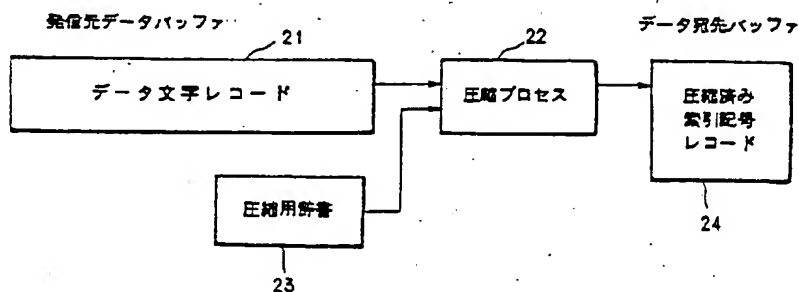 発信元データバッファ
21
データ文字レコード
22
圧縮プロセス
データ宛先バッファ
圧縮済み
索引記号
レコード
24
圧縮用辞書
23